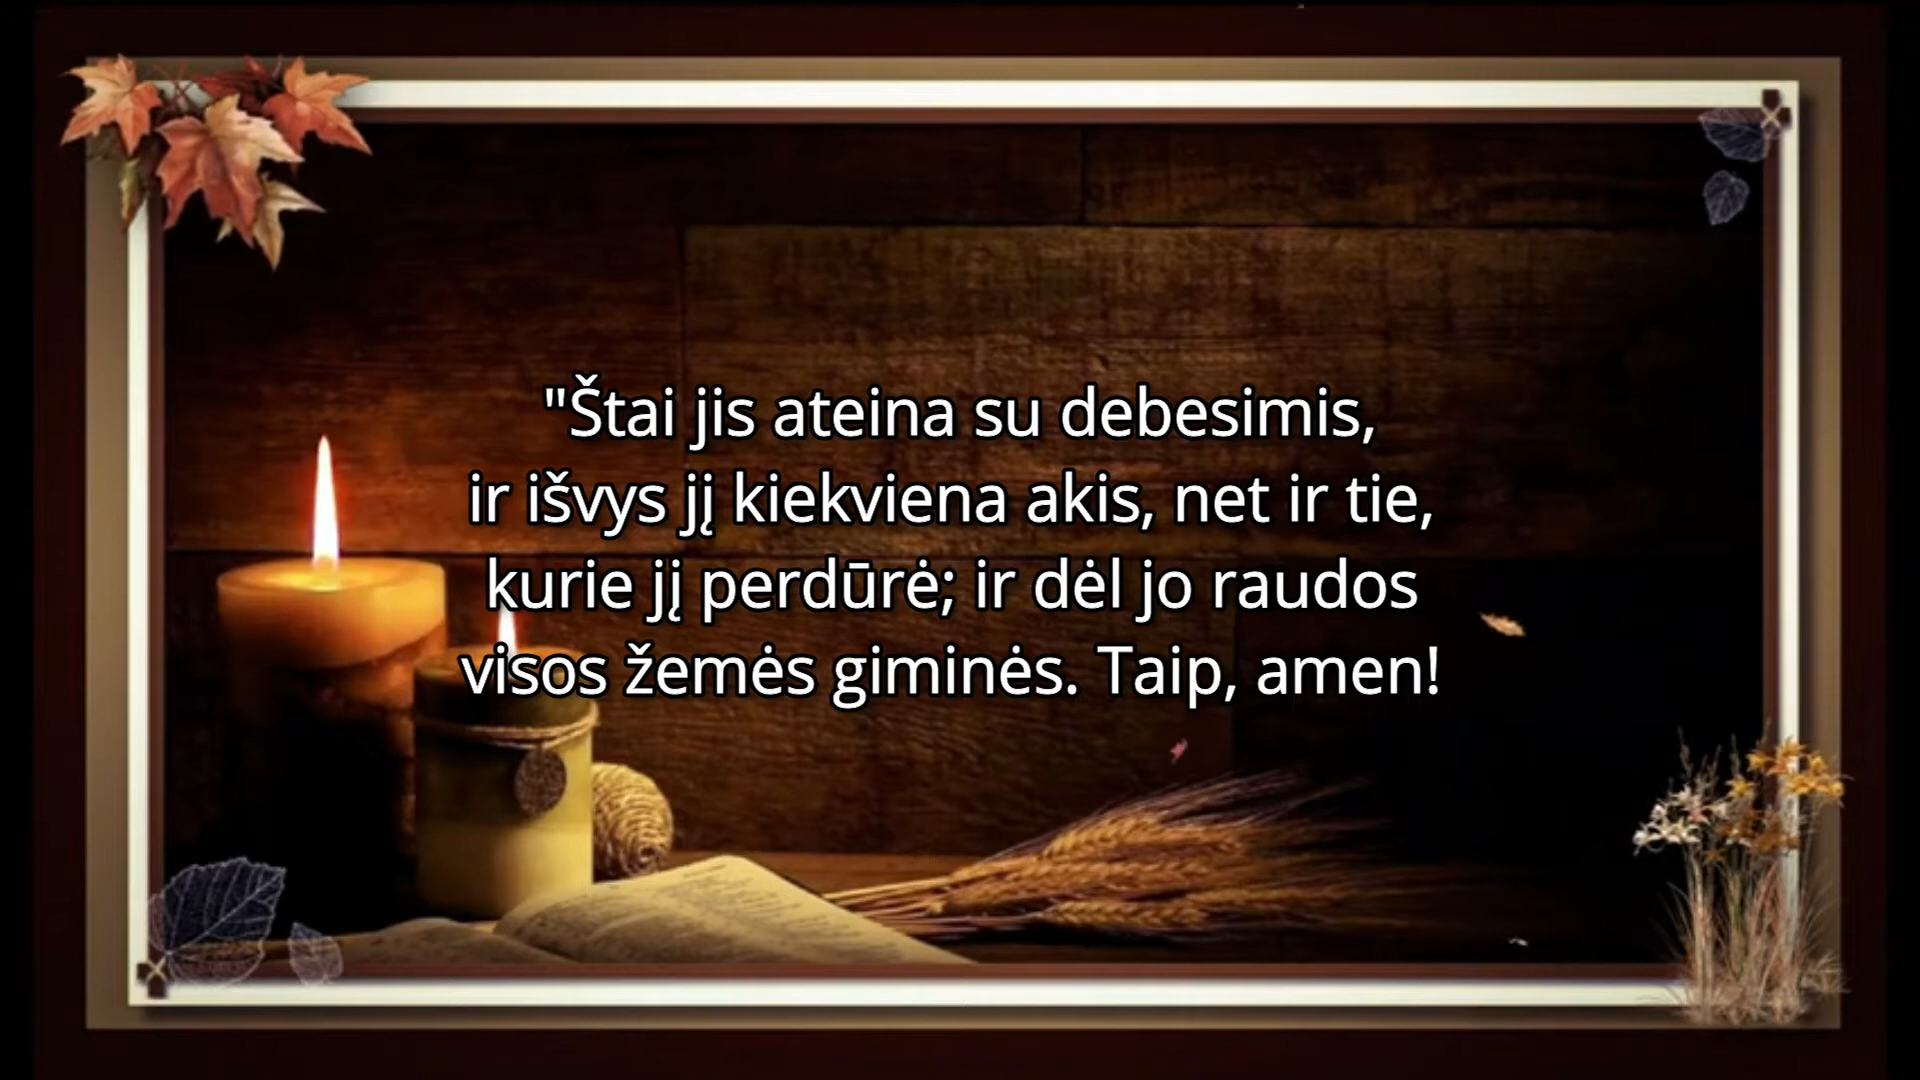 "Štai jis ateina su debesimis,
ir išvys jį kiekviena akis, net ir tie,
kurie jį perdūrė; ir dėl jo raudos
visos žemės giminės. Taip, amen!